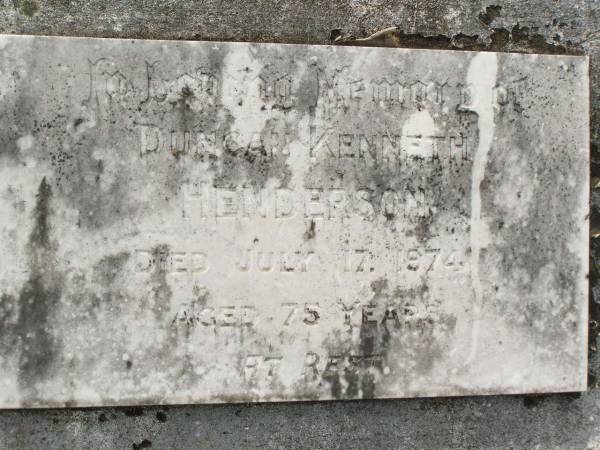 In Loving Memory of
DUNCAN KENNETH
HENDERSON
DIED JULY 17, 1974
AGED 75 YEARS
AT REST